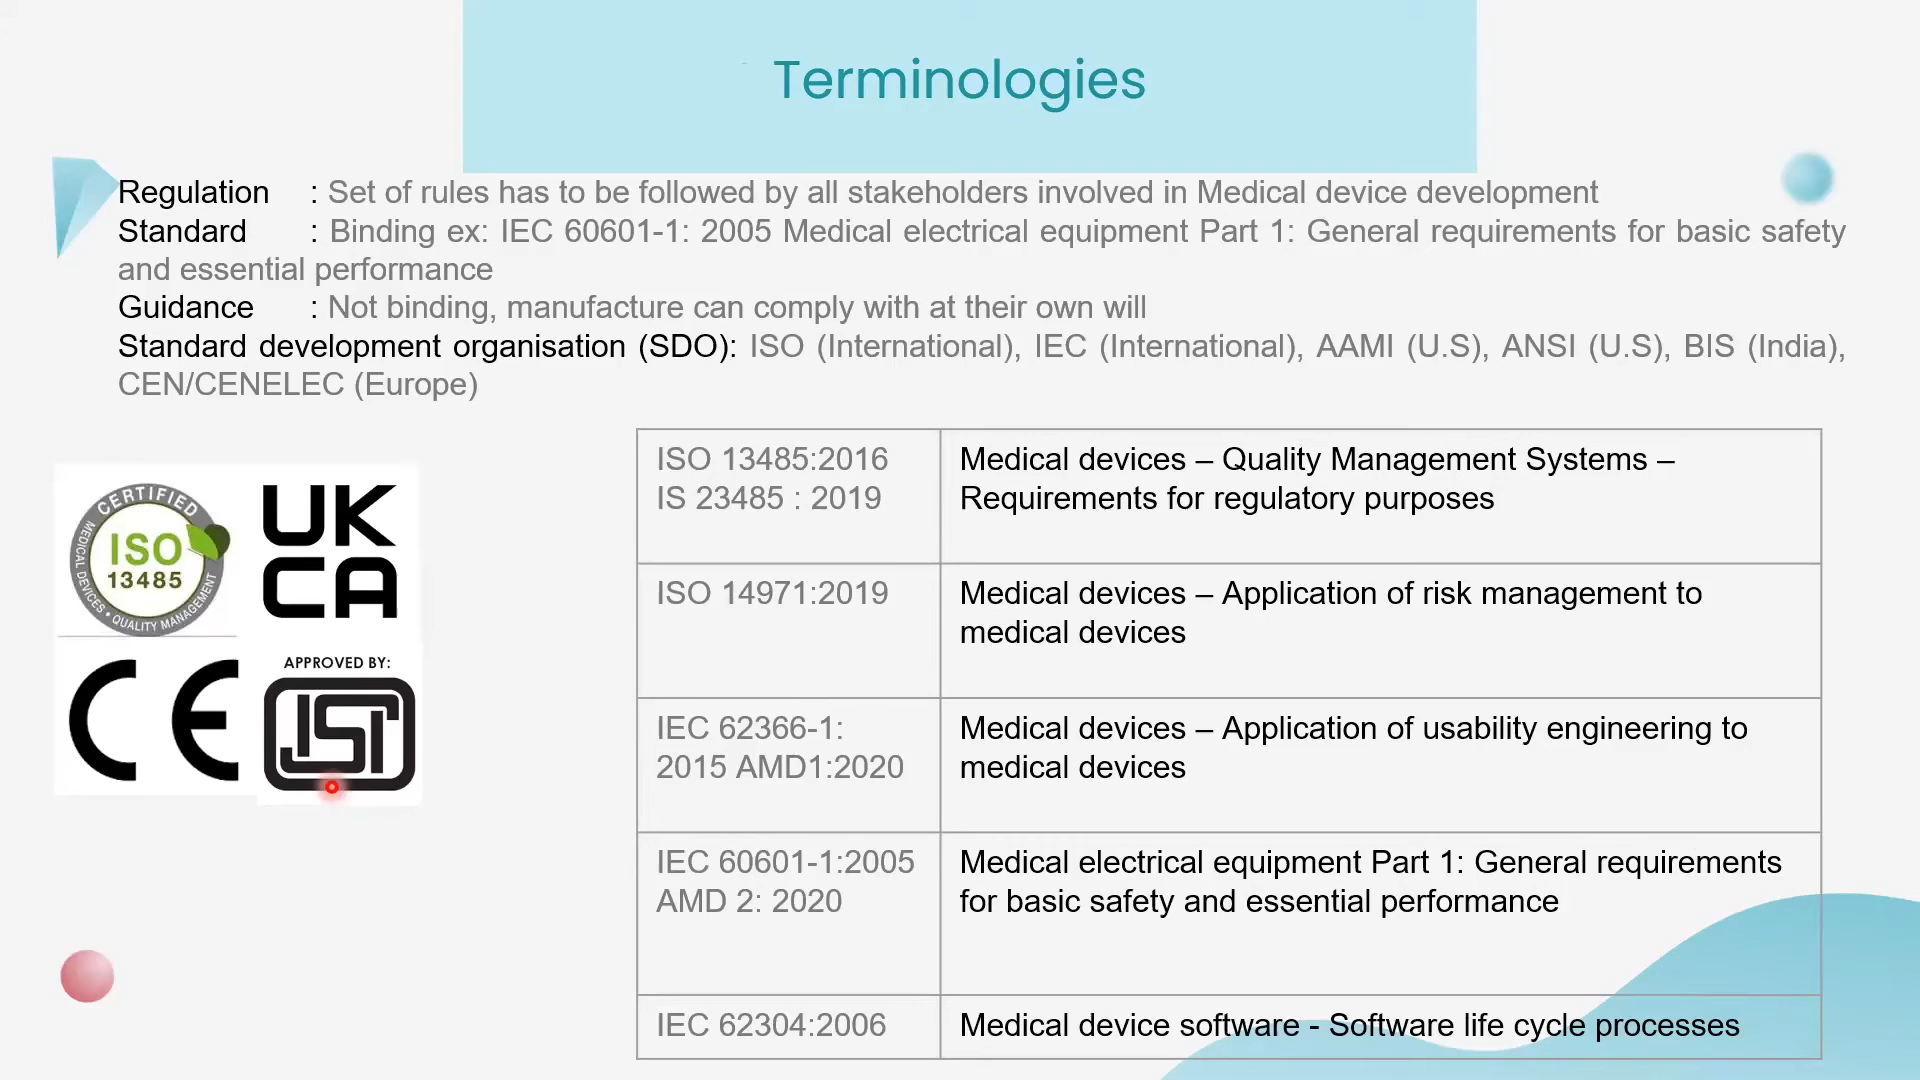 Terminologies
Regulation : Set of rules has to be followed by all stakeholders involved in Medical device development
Standard : Binding ex: IEC 60601-1: 2005 Medical electrical equipment Part 1: General requirements for basic safety
and essential performance
Guidance : Not binding, manufacture can comply with at their own will
Standard development organisation (SDO): ISO (International), IEC (International), AAMI (U.S), ANSI (U.S), BIS (India),
CEN/CENELEC (Europe)
CERTIFIED
ISO
13485
MEDICAL DEVICES • QUALITY MANAGEMENT
UK
CA
CE
APPROVED BY:
ISI
ISO 13485:2016
IS 23485 : 2019
Medical devices – Quality Management Systems –
Requirements for regulatory purposes
ISO 14971:2019
Medical devices – Application of risk management to
medical devices
IEC 62366-1:
2015 AMD1:2020
Medical devices – Application of usability engineering to
medical devices
IEC 60601-1:2005
AMD 2: 2020
Medical electrical equipment Part 1: General requirements
for basic safety and essential performance
IEC 62304:2006
Medical device software - Software life cycle processes